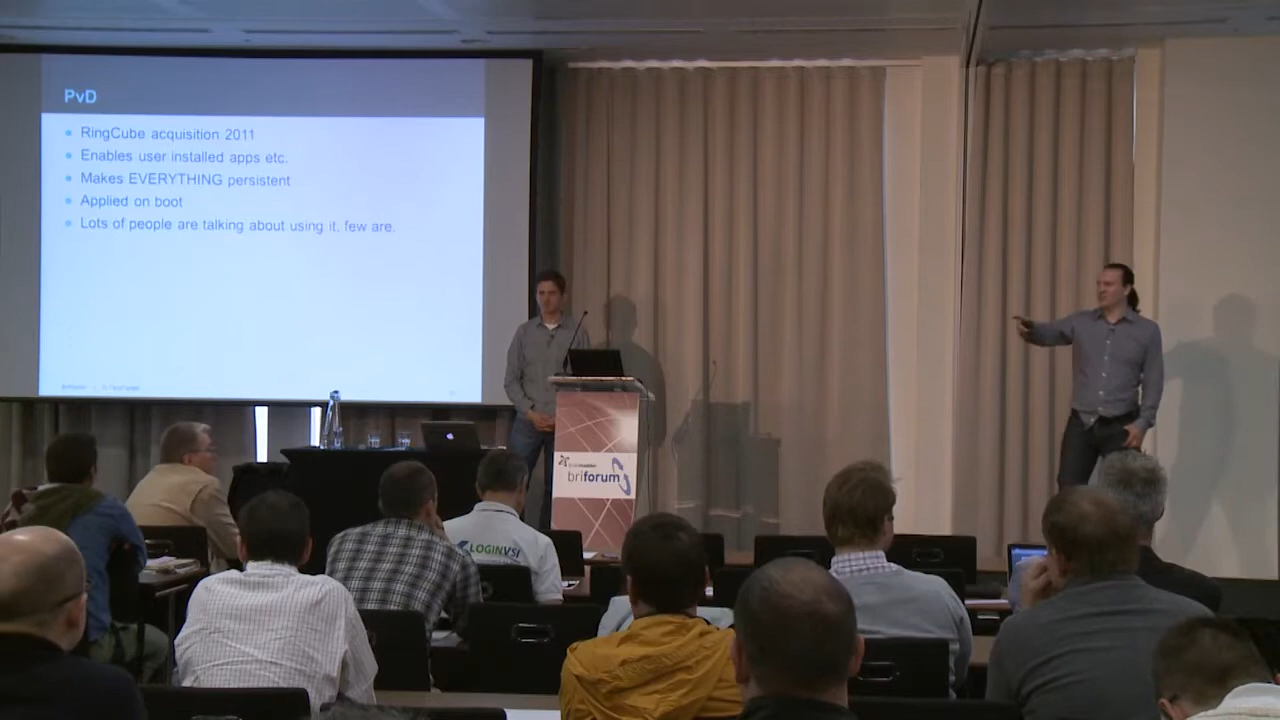 PvD
RingCube acquisition 2011
Enables user installed apps etc.
Makes EVERYTHING persistent
Applied on boot
Lots of people are talking about using it, few are.
briforum
LOGINVSI